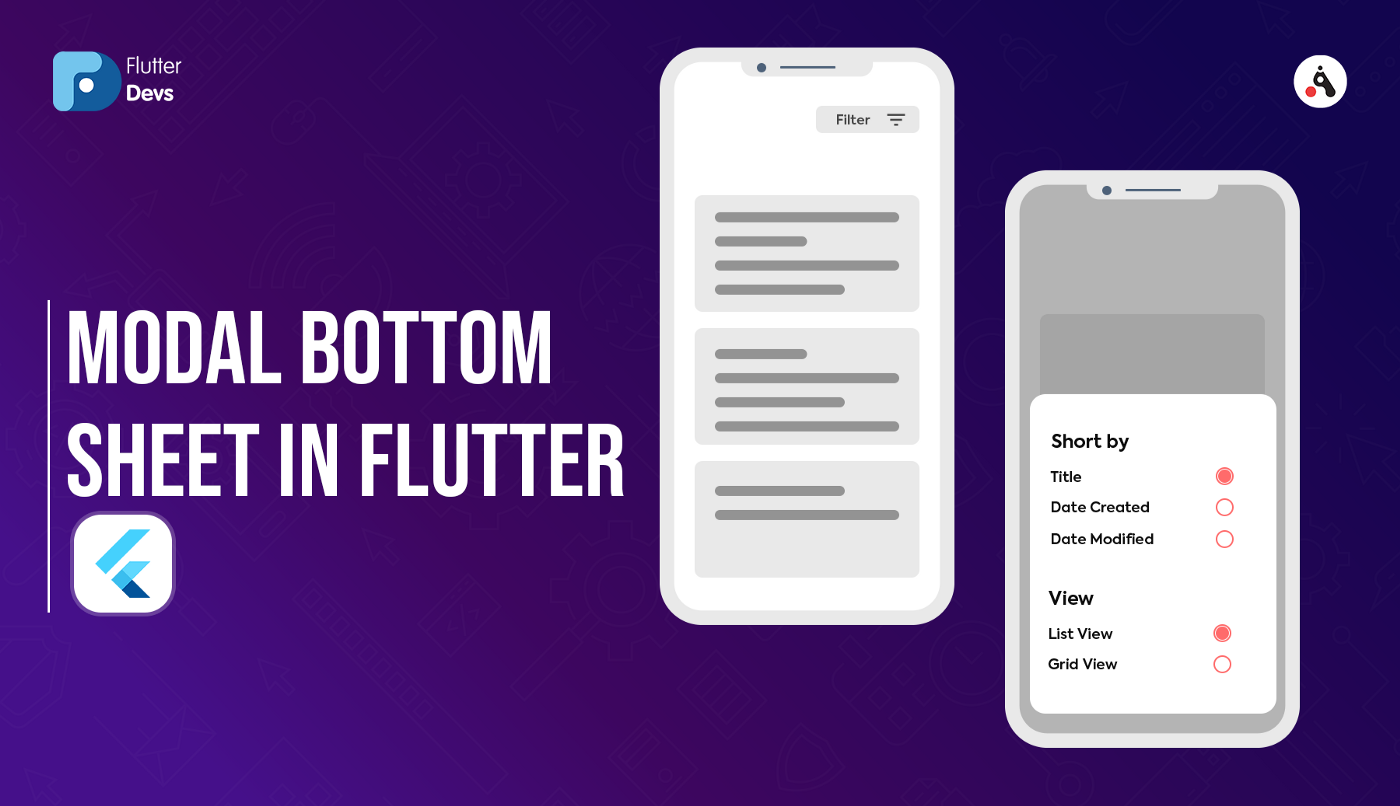 Flutter
Devs
MODAL BOTTOM
SHEET IN FLUTTER
Filter
Short by
Title
Date Created
Date Modified
View
List View
Grid View